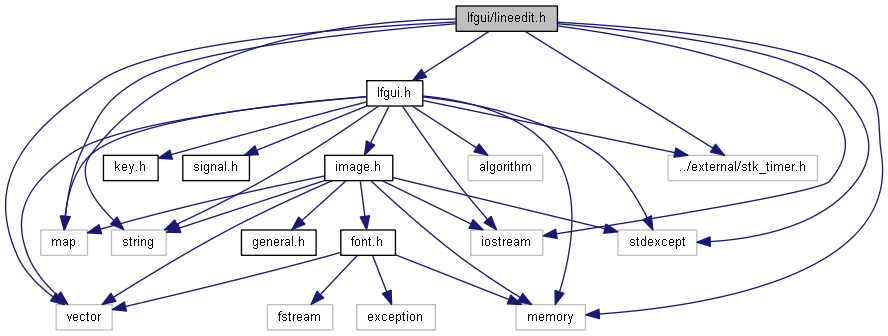 lfgui/lineedit.h
lfgui.h
key.h
signal.h
image.h
algorithm
../external/stk_timer.h
map
string
general.h
font.h
iostream
stdexcept
vector
fstream
exception
memory